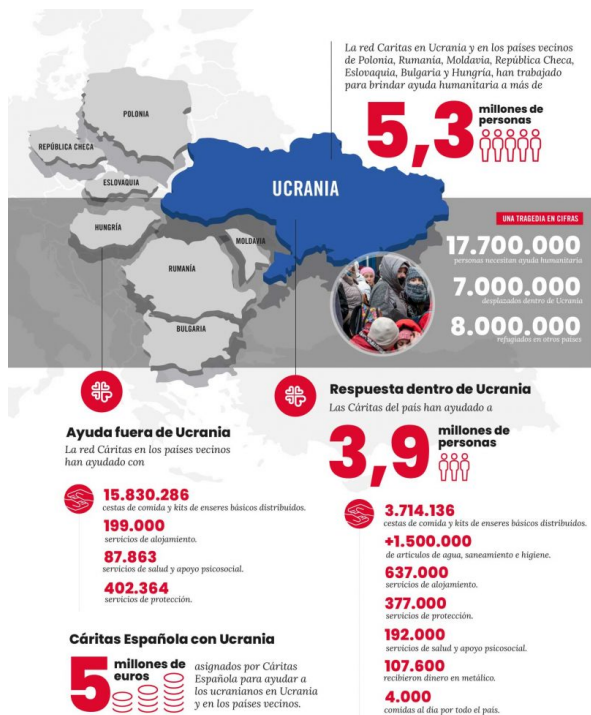 La red Caritas en Ucrania y en los países vecinos
de Polonia, Rumanía, Moldavia, República Checa,
Eslovaquia, Bulgaria y Hungría, han trabajado
para brindar ayuda humanitaria a más de
5,3
millones de
personas
POLONIA
REPÚBLICA CHECA
ESLOVAQUIA
UCRANIA
HUNGRÍA
MOLDAVIA
RUMANÍA
BULGARIA
UNA TRAGEDIA EN CIFRAS
17.700.000
personas necesitan ayuda humanitaria
7.000.000
desplazados dentro de Ucrania
8.000.000
refugiados en otros países
Ayuda fuera de Ucrania
La red Cáritas en los países vecinos
han ayudado con
15.830.286
cestas de comida y kits de enseres básicos distribuidos.
199.000
servicios de alojamiento.
87.863
servicios de salud y apoyo psicosocial.
402.364
servicios de protección.
Cáritas Española con Ucrania
5
millones de
euros
asignados por Cáritas
Española para ayudar a
los ucranianos en Ucrania
y en los países vecinos.
Respuesta dentro de Ucrania
Las Cáritas del país han ayudado a
3,9
millones de
personas
3.714.136
cestas de comida y kits de enseres básicos distribuidos.
+1.500.000
de artículos de agua, saneamiento e higiene.
637.000
servicios de alojamiento.
377.000
servicios de protección.
192.000
servicios de salud y apoyo psicosocial.
107.600
recibieron dinero en metálico.
4.000
comidas al día por todo el país.